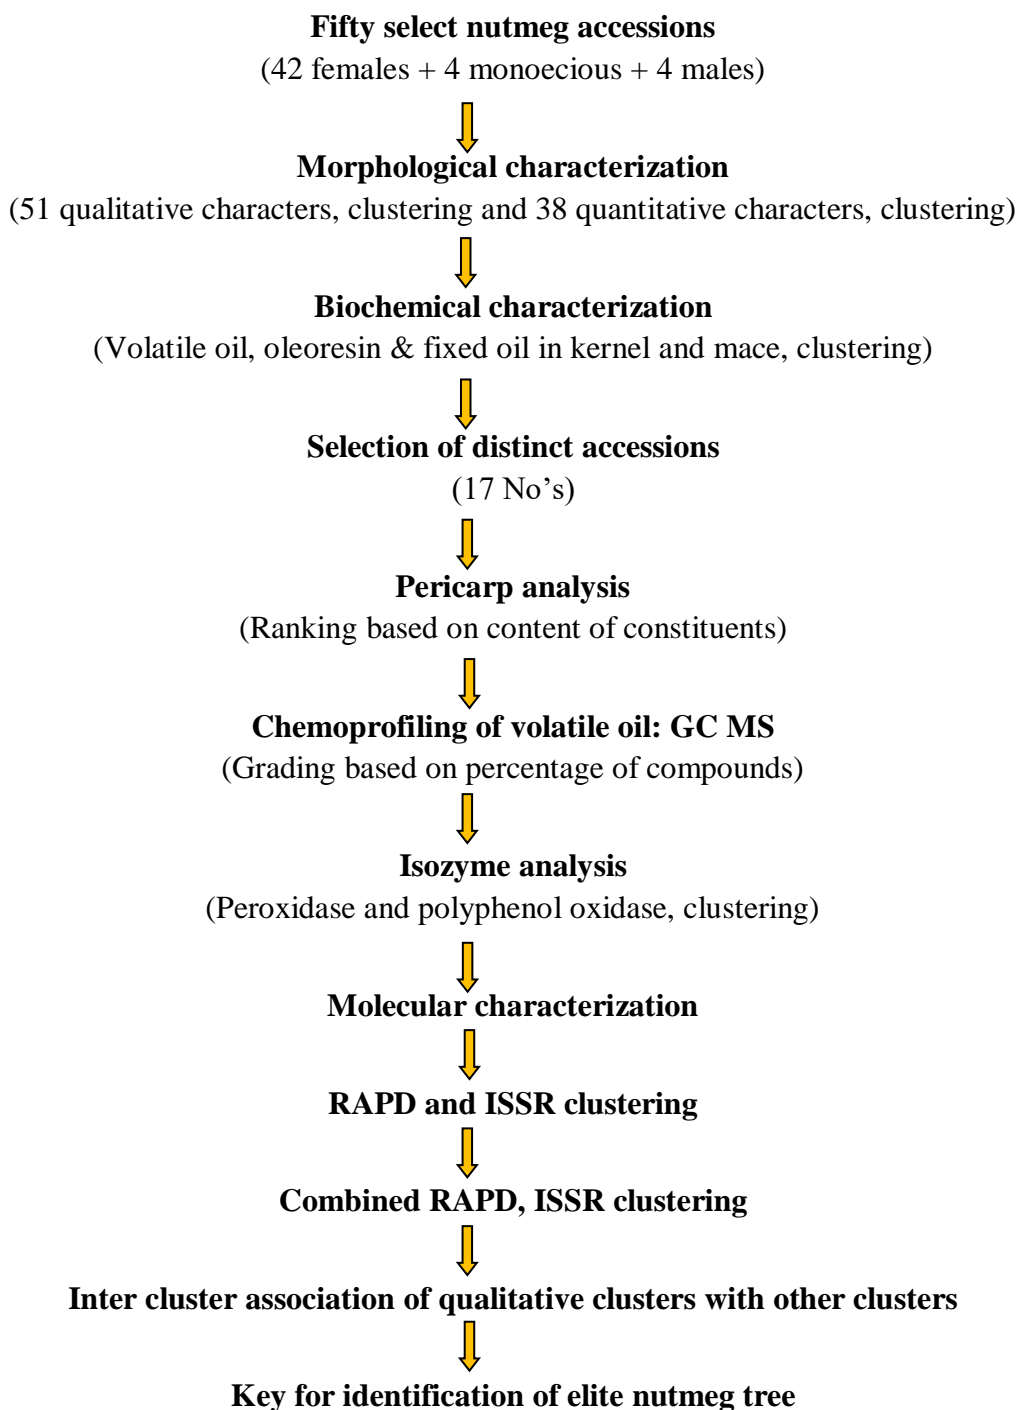 Fifty select nutmeg accessions
(42 females + 4 monoecious + 4 males)
Morphological characterization
(51 qualitative characters, clustering and 38 quantitative characters, clustering)
Biochemical characterization
(Volatile oil, oleoresin & fixed oil in kernel and mace, clustering)
Selection of distinct accessions
(17 No’s)
Pericarp analysis
(Ranking based on content of constituents)
Chemoprofiling of volatile oil: GC MS
(Grading based on percentage of compounds)
Isozyme analysis
(Peroxidase and polyphenol oxidase, clustering)
Molecular characterization
RAPD and ISSR clustering
Combined RAPD, ISSR clustering
Inter cluster association of qualitative clusters with other clusters
Key for identification of elite nutmeg tree